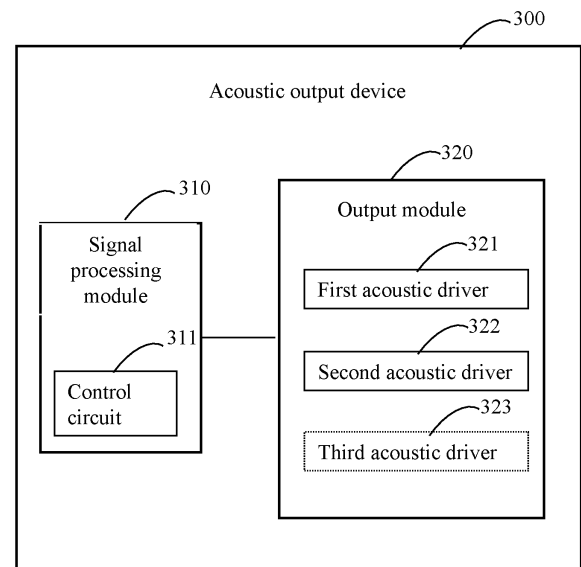 300
Acoustic output device
320
310
Output module
Signal
processing
module
321
First acoustic driver
311
322
Control
circuit
Second acoustic driver
323
Third acoustic driver